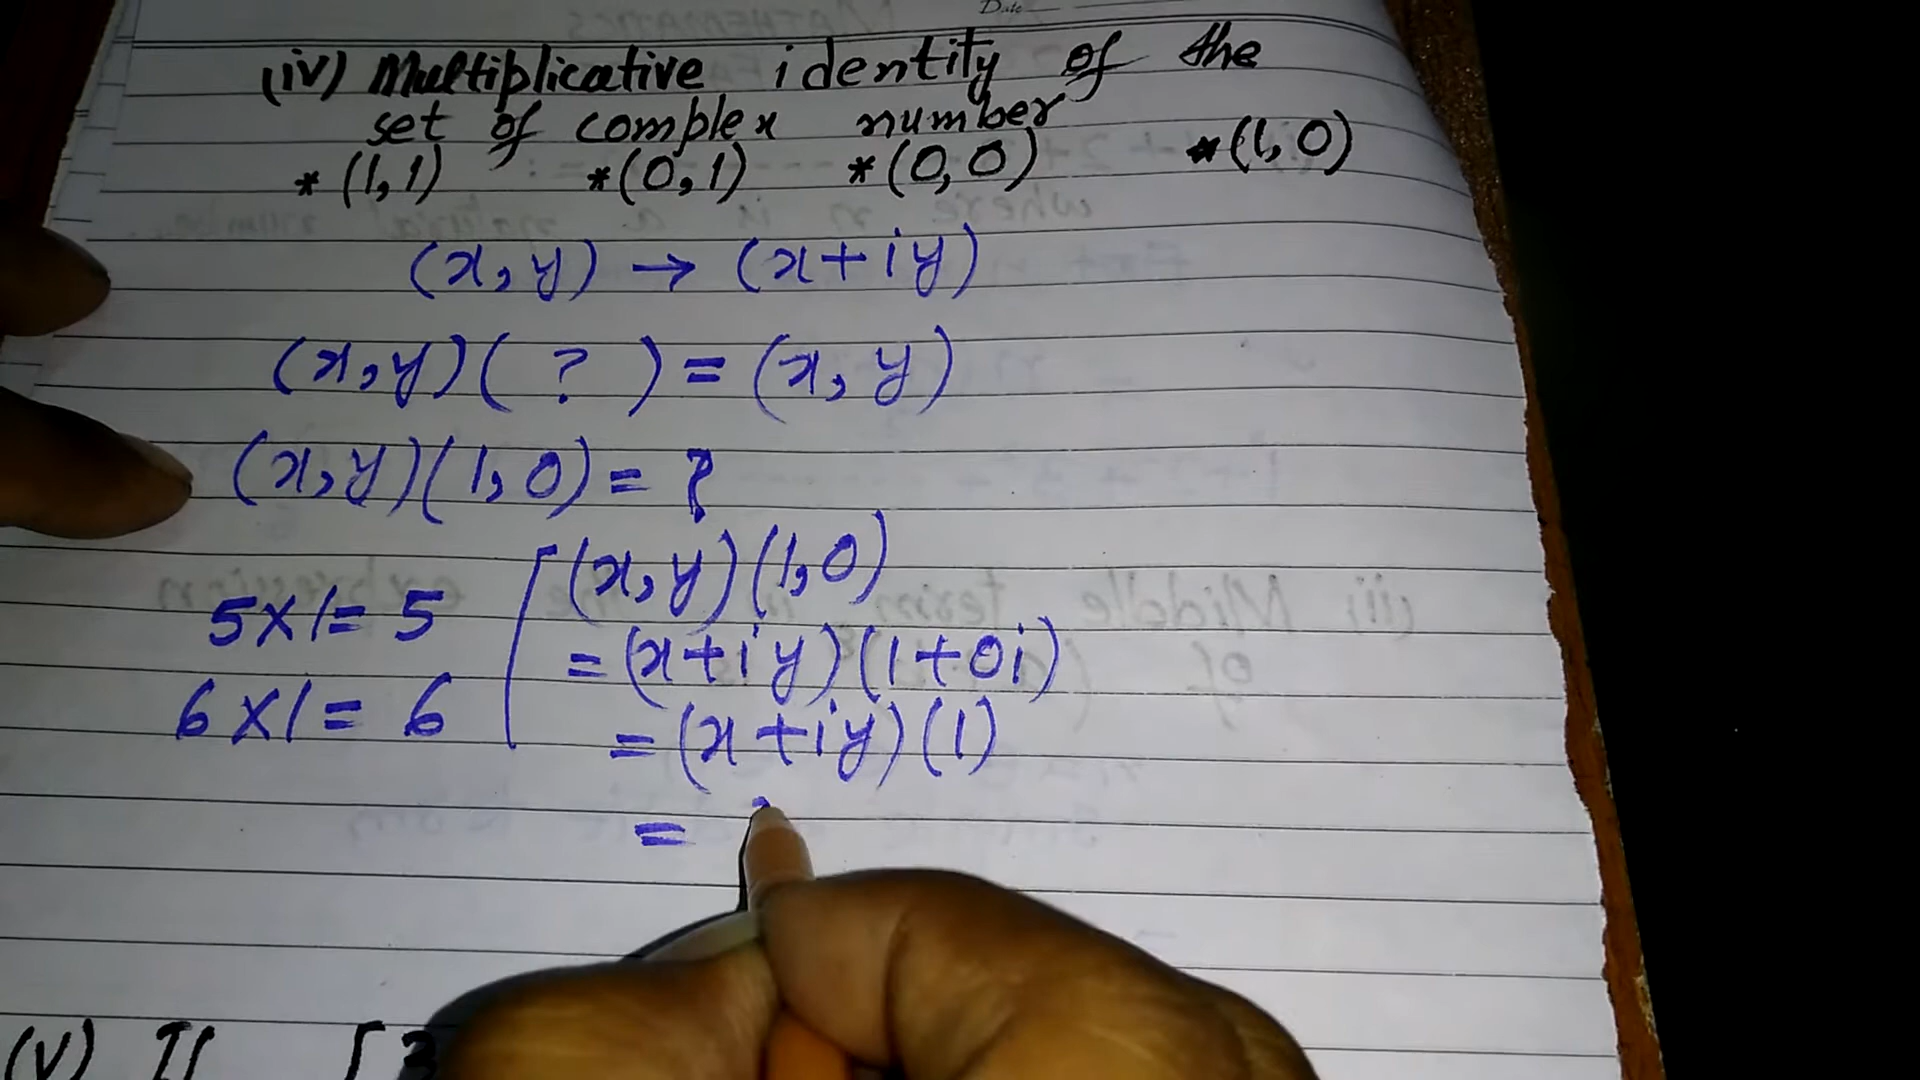 Date
(iv) Multiplicative identity of the
set of complex number
* (1,1) * (0,1) * (0,0) * (1,0)
(x,y) → (x+iy)
(x,y)( ? ) = (x,y)
(x,y)(1,0) = ?
(x,y)(1,0)
5×1= 5
= (x+iy)(1+0i)
6×1= 6
= (x+iy)(1)
=
(v) If